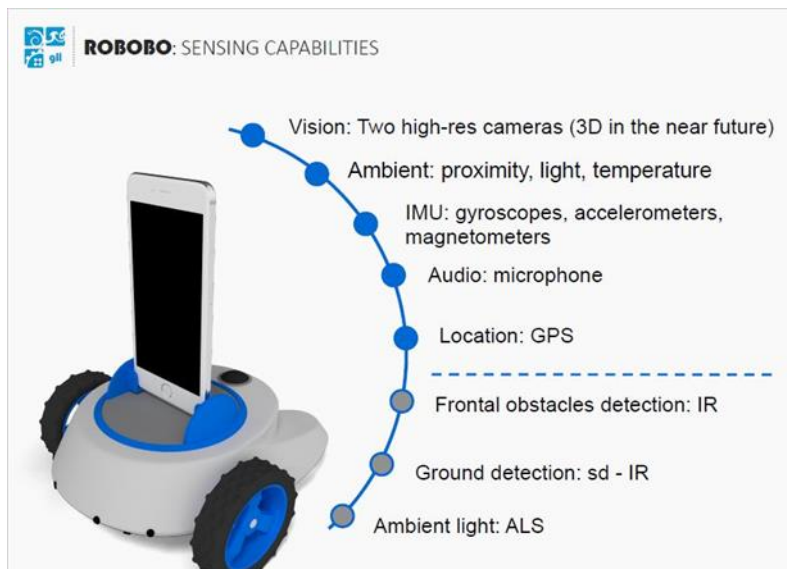 gll
ROBOBO: SENSING CAPABILITIES
Vision: Two high-res cameras (3D in the near future)
Ambient: proximity, light, temperature
IMU: gyroscopes, accelerometers,
magnetometers
Audio: microphone
Location: GPS
Frontal obstacles detection: IR
Ground detection: sd - IR
Ambient light: ALS